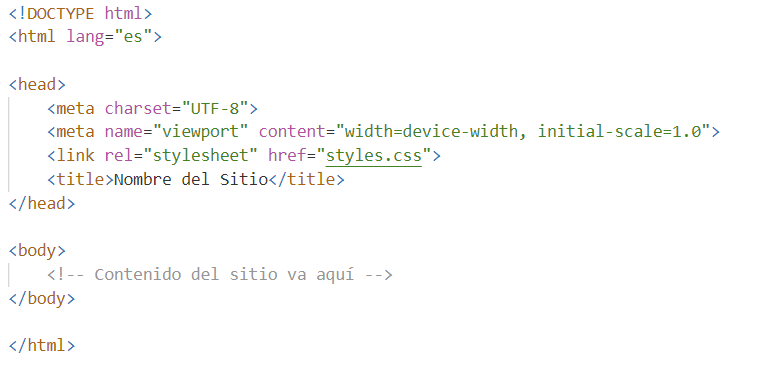 <!DOCTYPE html>
<html lang="es">
<head>
<meta charset="UTF-8">
<meta name="viewport" content="width=device-width, initial-scale=1.0">
<link rel="stylesheet" href="styles.css">
<title>Nombre del Sitio</title>
</head>
<body>
<!-- Contenido del sitio va aquí -->
</body>
</html>